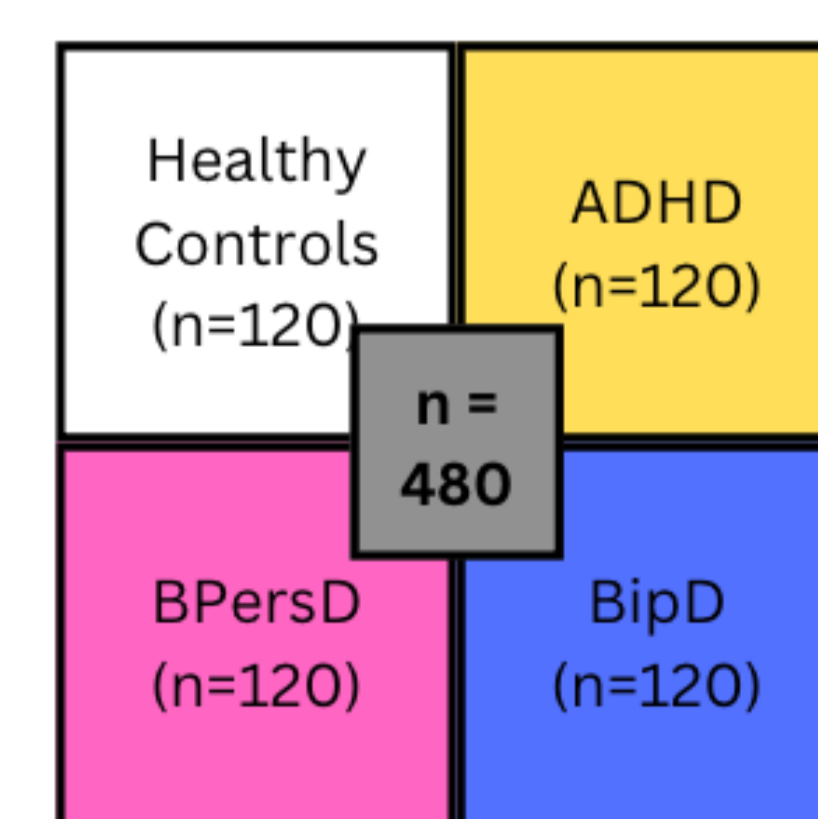 Healthy
Controls
(n=120)
ADHD
(n=120)
n =
480
BPersD
(n=120)
BipD
(n=120)